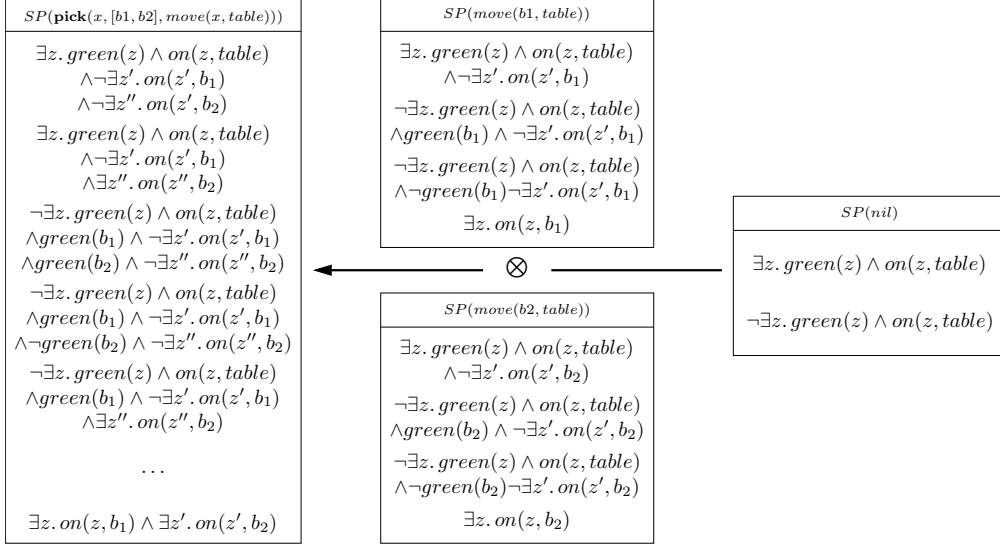 SP(pick(x, [b1, b2], move(x, table)))
∃z. green(z) ∧ on(z, table)
∧¬∃z′. on(z′, b₁)
∧¬∃z″. on(z′, b₂)
∃z. green(z) ∧ on(z, table)
∧¬∃z′. on(z′, b₁)
∧∃z″. on(z″, b₂)
¬∃z. green(z) ∧ on(z, table)
∧green(b₁) ∧ ¬∃z′. on(z′, b₁)
∧green(b₂) ∧ ¬∃z″. on(z″, b₂)
¬∃z. green(z) ∧ on(z, table)
∧green(b₁) ∧ ¬∃z′. on(z′, b₁)
∧¬green(b₂) ∧ ¬∃z″. on(z″, b₂)
¬∃z. green(z) ∧ on(z, table)
∧green(b₁) ∧ ¬∃z′. on(z′, b₁)
∧∃z″. on(z″, b₂)
...
∃z. on(z, b₁) ∧ ∃z′. on(z′, b₂)
SP(move(b1, table))
∃z. green(z) ∧ on(z, table)
∧¬∃z′. on(z′, b₁)
¬∃z. green(z) ∧ on(z, table)
∧green(b₁) ∧ ¬∃z′. on(z′, b₁)
¬∃z. green(z) ∧ on(z, table)
∧¬green(b₁)¬∃z′. on(z′, b₁)
∃z. on(z, b₁)
⊗
SP(move(b2, table))
∃z. green(z) ∧ on(z, table)
∧¬∃z′. on(z′, b₂)
¬∃z. green(z) ∧ on(z, table)
∧green(b₂) ∧ ¬∃z′. on(z′, b₂)
¬∃z. green(z) ∧ on(z, table)
∧¬green(b₂)¬∃z′. on(z′, b₂)
∃z. on(z, b₂)
SP(nil)
∃z. green(z) ∧ on(z, table)
¬∃z. green(z) ∧ on(z, table)